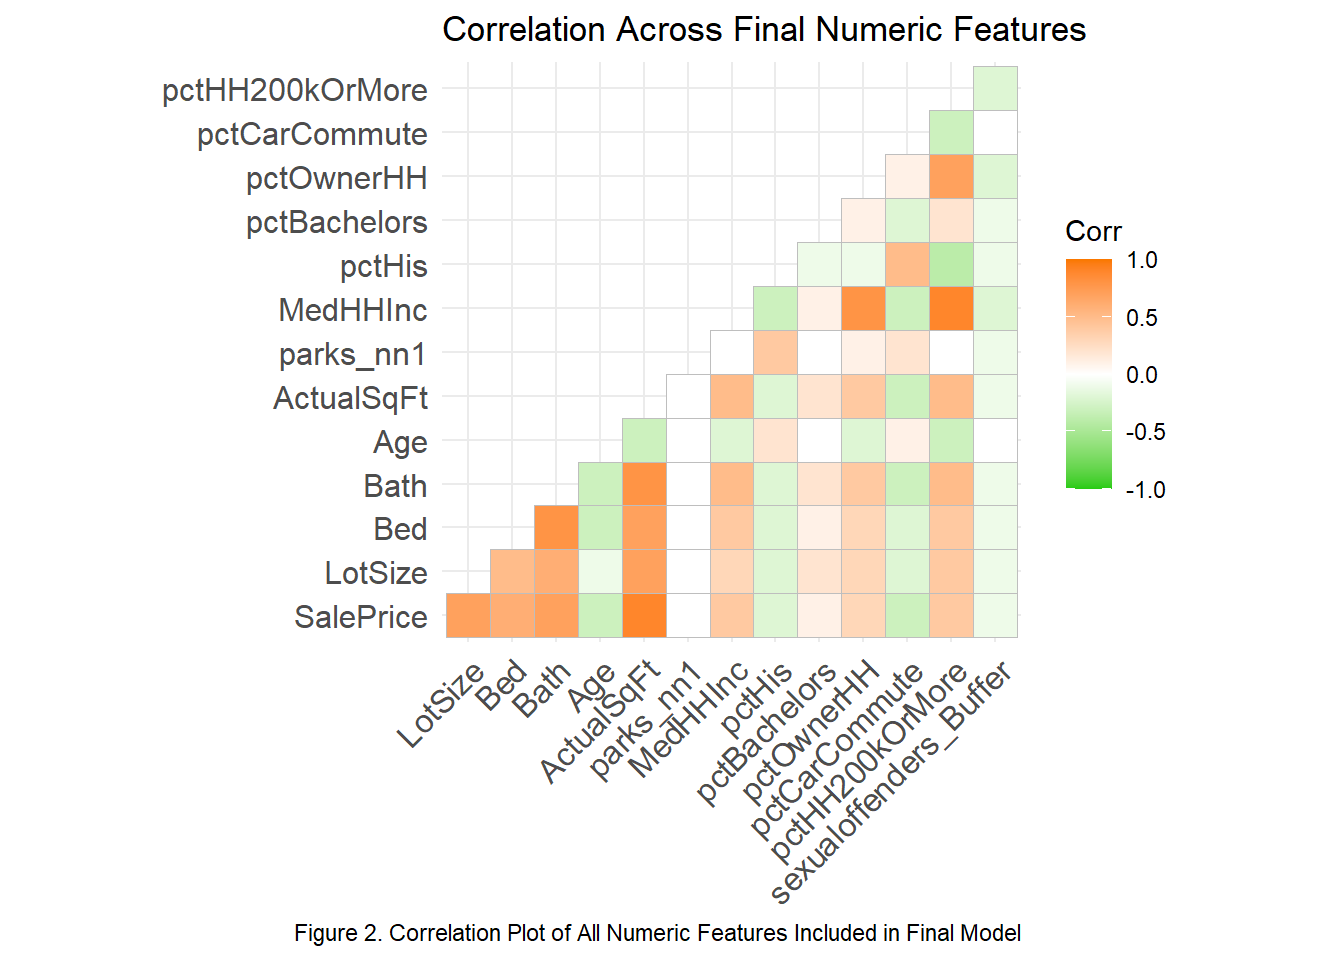 Correlation Across Final Numeric Features
pctHH200kOrMore
pctCarCommute
pctOwnerHH
pctBachelors
pctHis
MedHHInc
parks_nn1
ActualSqFt
Age
Bath
Bed
LotSize
SalePrice
LotSize
Bed
Bath
Age
ActualSqFt
parks_nn1
MedHHInc
pctHis
pctBachelors
pctOwnerHH
pctCarCommute
pctHH200kOrMore
sexualoffenders_Buffer
Corr
1.0
0.5
0.0
-0.5
-1.0
Figure 2. Correlation Plot of All Numeric Features Included in Final Model